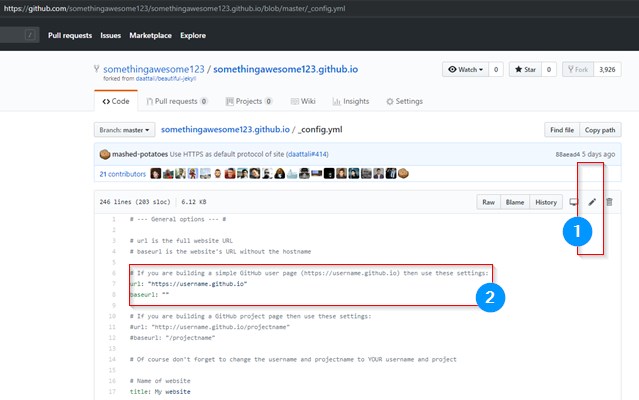 https://github.com/somethingawesome123/somethingawesome123.github.io/blob/master/_config.yml
/ Pull requests Issues Marketplace Explore
somethingawesome123 / somethingawesome123.github.io
forked from daattali/beautiful-jekyll
Watch 0 Star 0 Fork 3,926
Code Pull requests 0 Projects 0 Wiki Insights Settings
Branch: master somethingawesome123.github.io / _config.yml Find file Copy path
mashed-potatoes Use HTTPS as default protocol of site (daattali#414) 88aead4 5 days ago
21 contributors
246 lines (203 sloc) 6.12 KB Raw Blame History
1
1 # --- General options --- #
2
3 # url is the full website URL
4 # baseurl is the website's URL without the hostname
5
6 # If you are building a simple GitHub user page (https://username.github.io) then use these settings:
7 url: "https://username.github.io"
8 baseurl: ""
2
9
10 # If you are building a GitHub project page then use these settings:
11 #url: "http://username.github.io/projectname"
12 #baseurl: "/projectname"
13
14 # Of course don't forget to change the username and projectname to YOUR username and project
15
16 # Name of website
17 title: My website